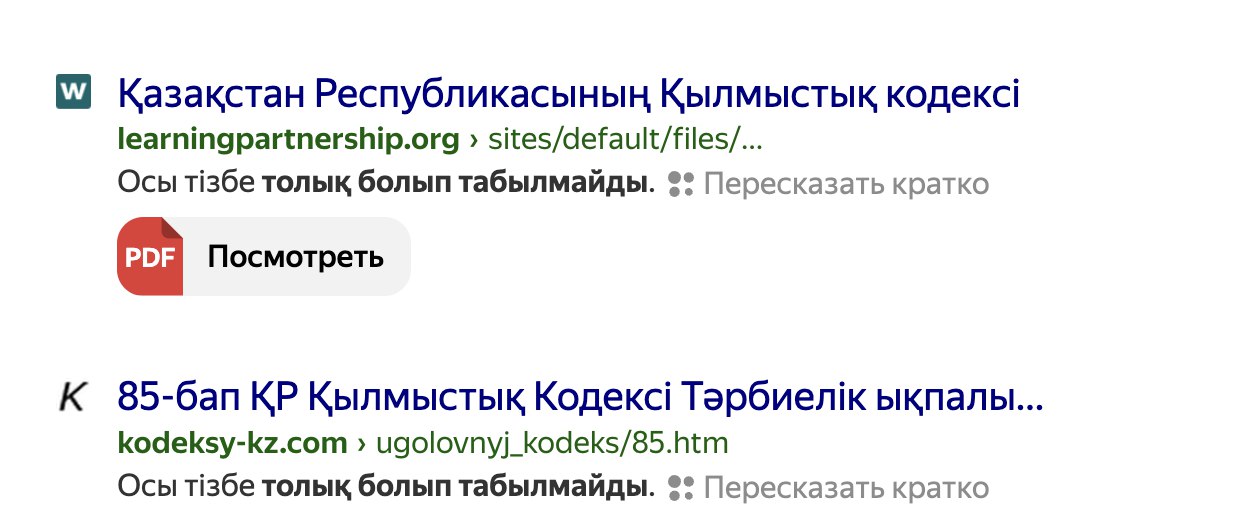 W
Қазақстан Республикасының Қылмыстық кодексі
learningpartnership.org › sites/default/files/...
Осы тізбе толық болып табылмайды. Пересказать кратко
PDF Посмотреть
K
85-бап ҚР Қылмыстық Кодексі Тәрбиелік ықпалы...
kodeksy-kz.com › ugolovnyj_kodeks/85.htm
Осы тізбе толық болып табылмайды. Пересказать кратко